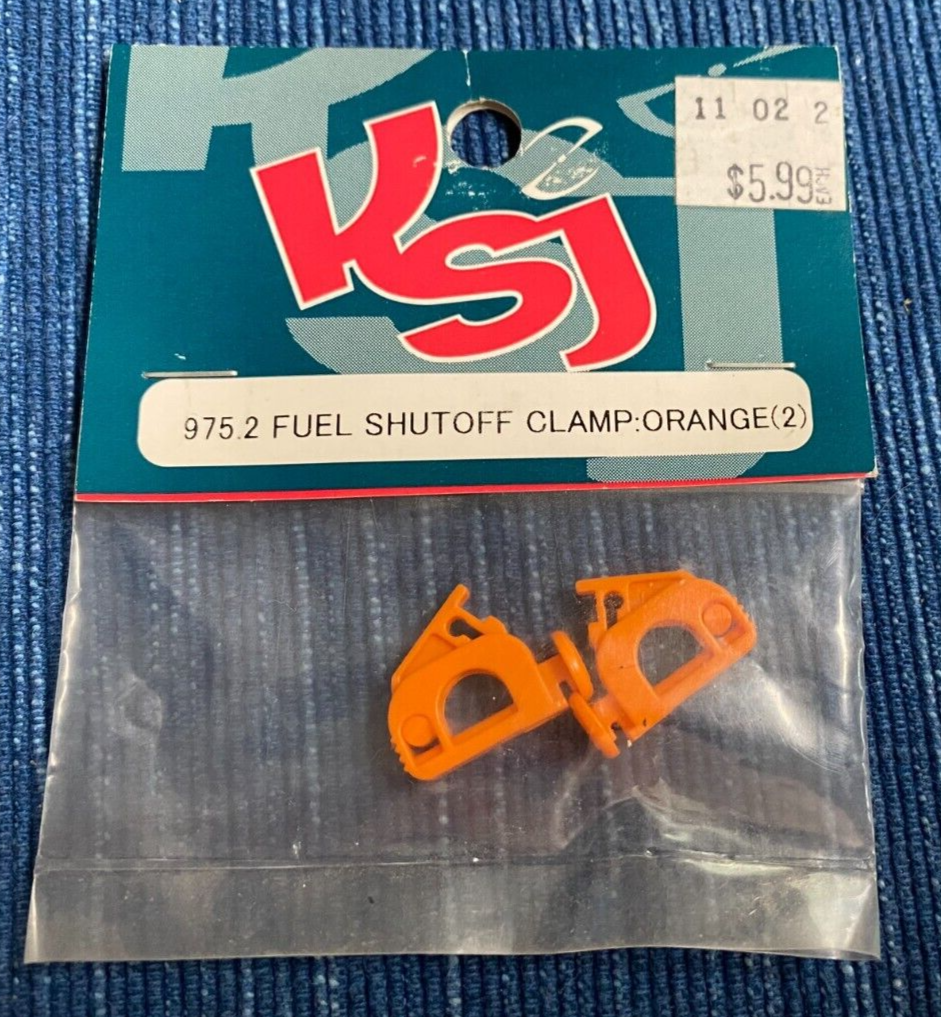 11 02 2
$5.99
KSJ
975.2 FUEL SHUTOFF CLAMP:ORANGE(2)